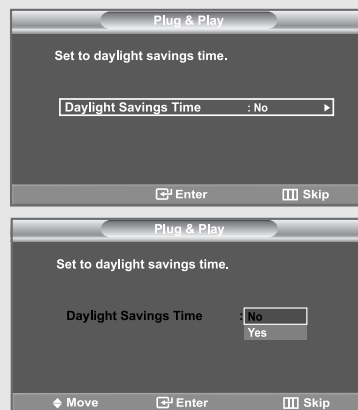 Plug & Play
Set to daylight savings time.
Daylight Savings Time : No
Enter Skip
Plug & Play
Set to daylight savings time.
Daylight Savings Time : No
Yes
Move Enter Skip